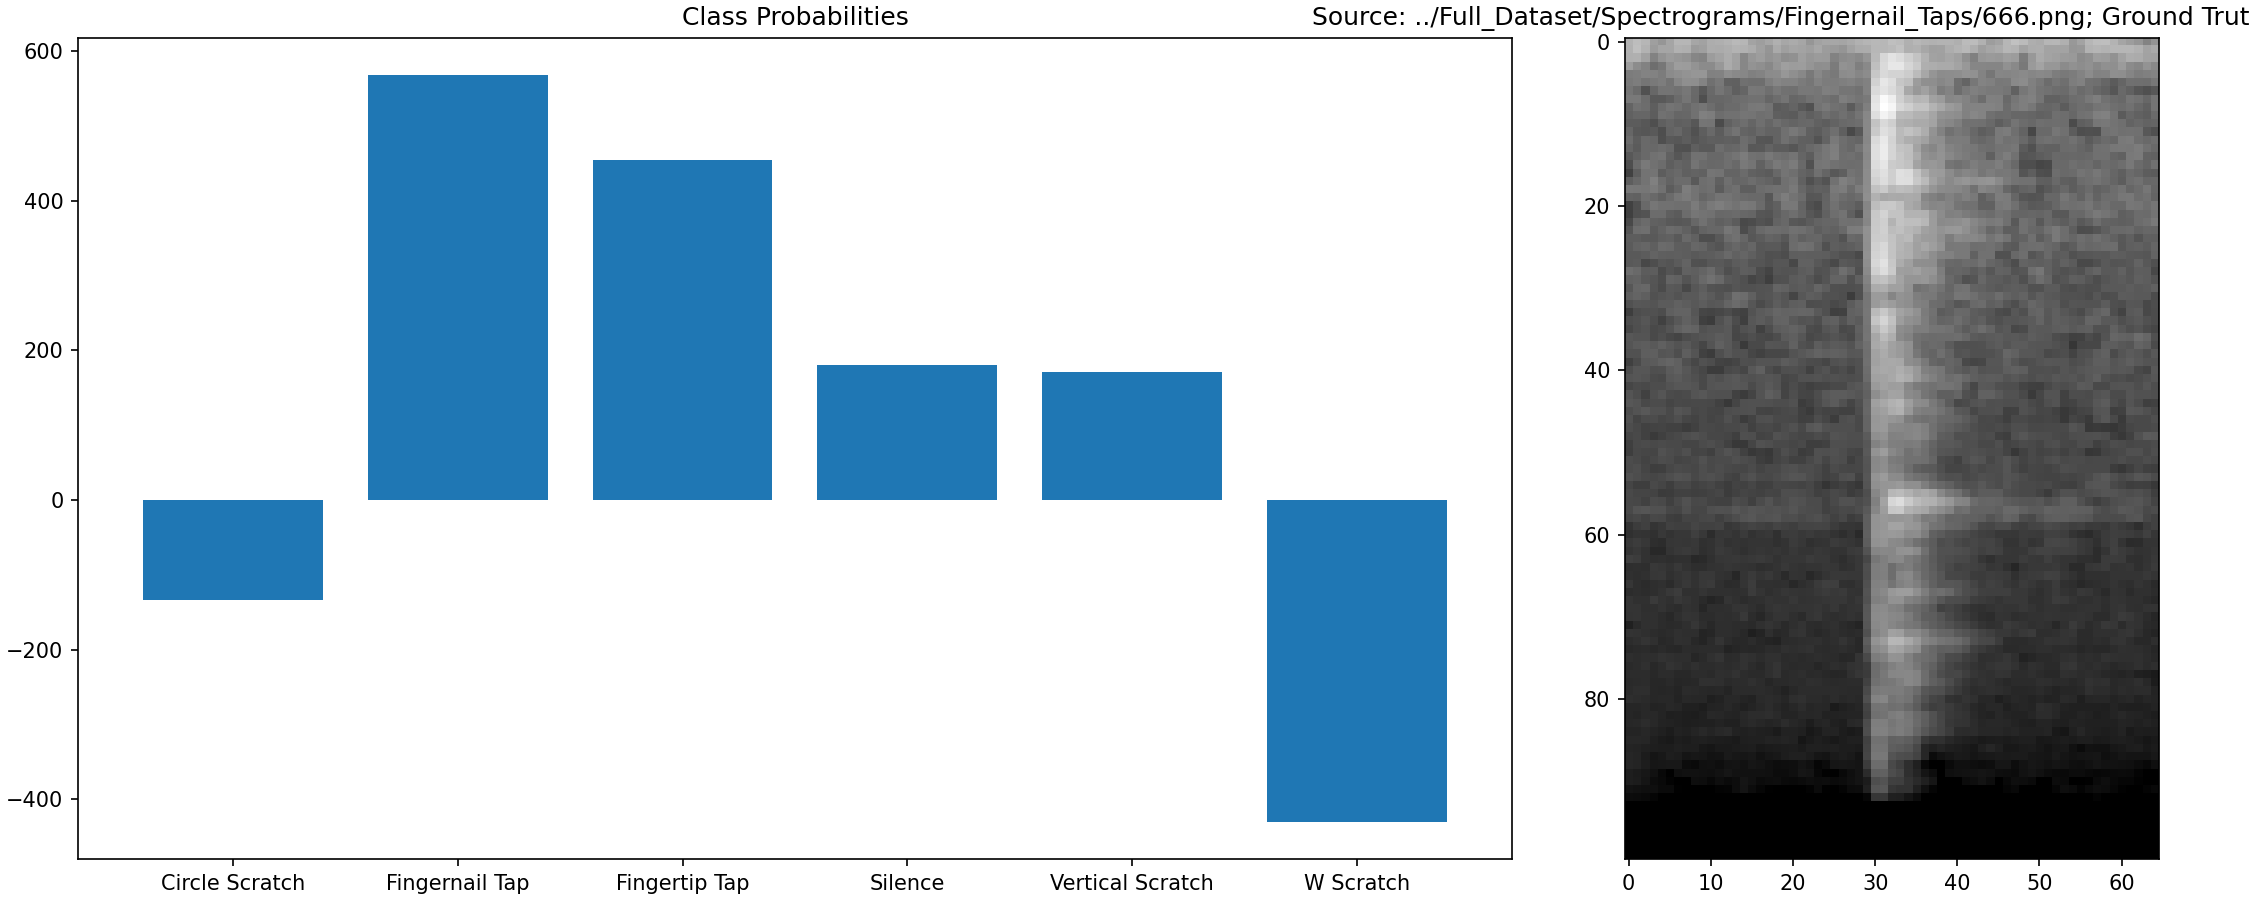 Class Probabilities
Source: ../Full_Dataset/Spectrograms/Fingernail_Taps/666.png; Ground Trut
600
400
200
0
−200
−400
Circle Scratch
Fingernail Tap
Fingertip Tap
Silence
Vertical Scratch
W Scratch
0
20
40
60
80
0
10
20
30
40
50
60